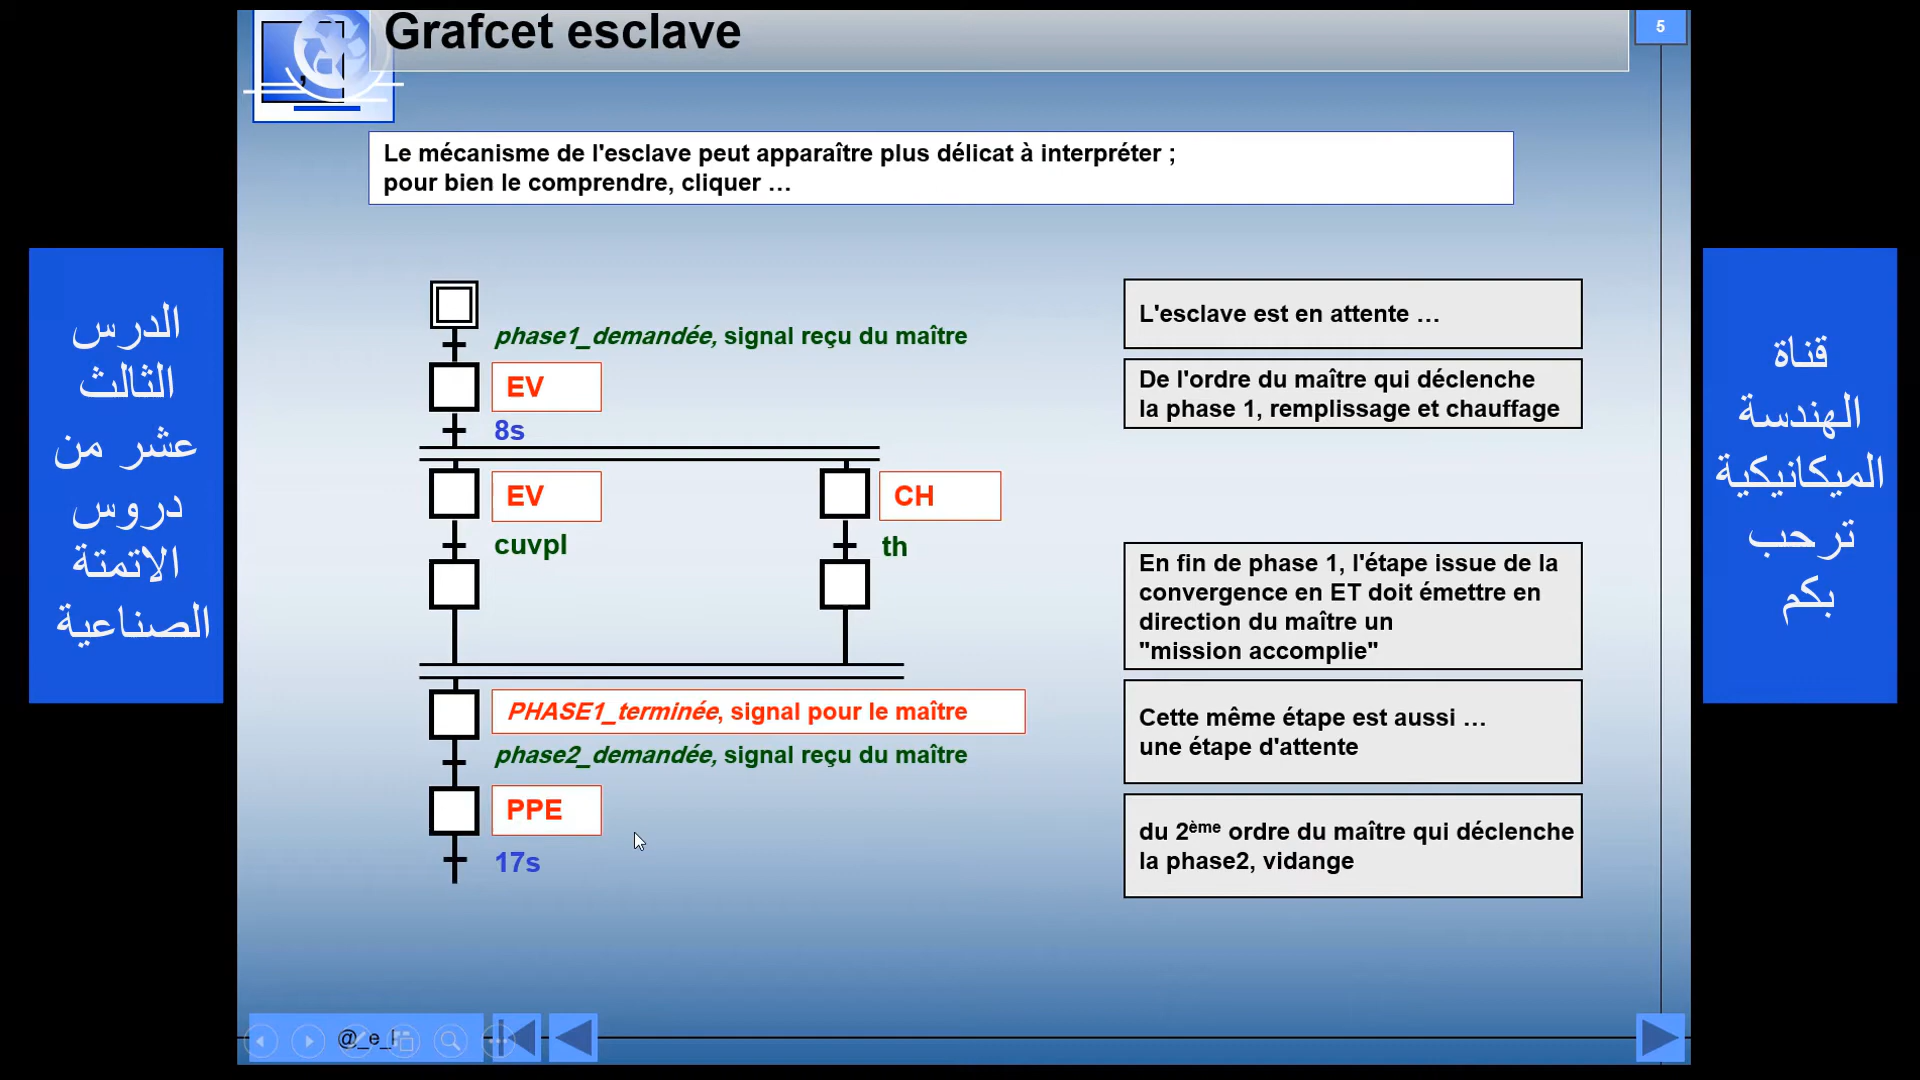 Grafcet esclave
5
Le mécanisme de l'esclave peut apparaître plus délicat à interpréter ;
pour bien le comprendre, cliquer …
phase1_demandée, signal reçu du maître
EV
8s
EV
CH
cuvpl
th
PHASE1_terminée, signal pour le maître
phase2_demandée, signal reçu du maître
PPE
17s
L'esclave est en attente …
De l'ordre du maître qui déclenche
la phase 1, remplissage et chauffage
En fin de phase 1, l'étape issue de la
convergence en ET doit émettre en
direction du maître un
"mission accomplie"
Cette même étape est aussi …
une étape d'attente
du 2ème ordre du maître qui déclenche
la phase2, vidange
الدرس
الثالث
عشر من
دروس
الاتمتة
الصناعية
قناة
الهندسة
الميكانيكية
ترحب
بكم